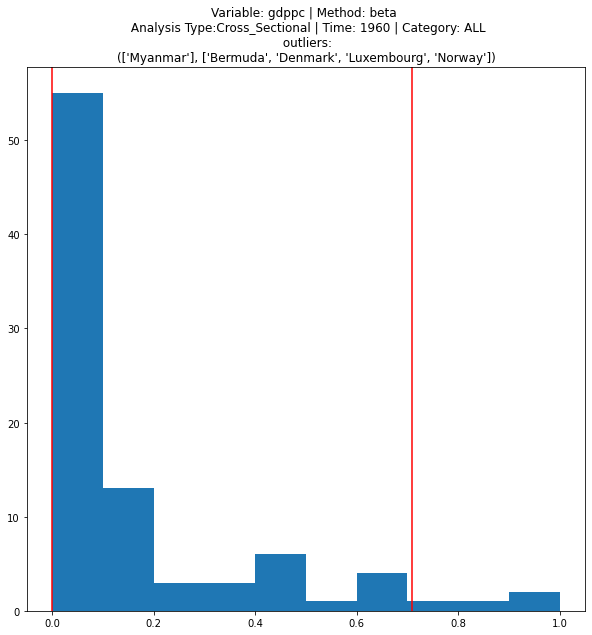 Variable: gdppc | Method: beta
Analysis Type:Cross_Sectional | Time: 1960 | Category: ALL
outliers:
(['Myanmar'], ['Bermuda', 'Denmark', 'Luxembourg', 'Norway'])
50
40
30
20
10
0
0.0 0.2 0.4 0.6 0.8 1.0